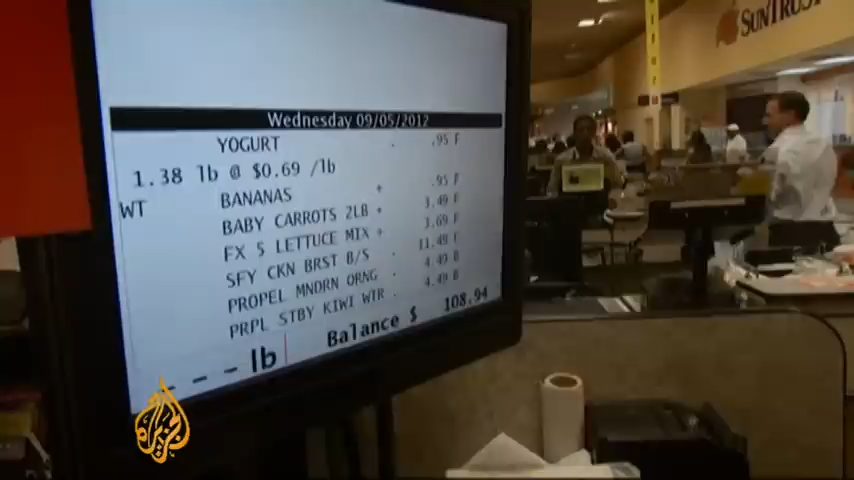 SUNTRUST
Wednesday 09/05/2012
YOGURT .95 F
1.38 lb @ $0.69 /lb
WT BANANAS + .95 F
BABY CARROTS 2LB + 3.49 F
FX 5 LETTUCE MIX + 3.69 F
SFY CKN BRST B/S 11.49 F
PROPEL MNDRN ORNG 4.49 B
PRPL STBY KIWI WTR 4.49 B
_ _ _ lb Balance $ 108.94
الجزيرة